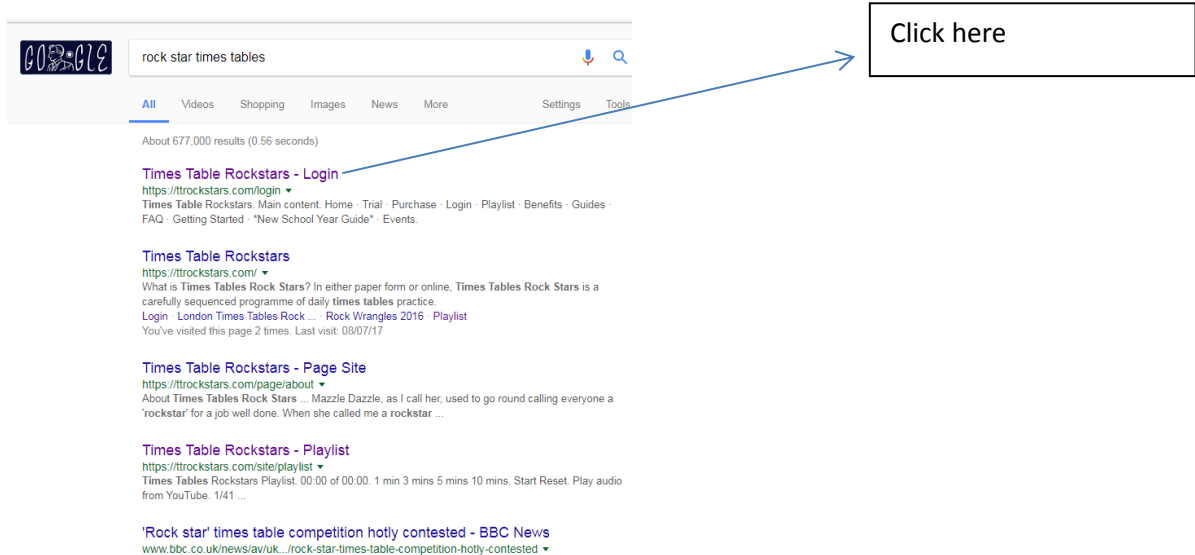 GOOGLE
rock star times tables
Click here
All Videos Shopping Images News More Settings Tools
About 677,000 results (0.56 seconds)
Times Table Rockstars - Login
https://ttrockstars.com/login
Times Table Rockstars. Main content. Home · Trial · Purchase · Login · Playlist · Benefits · Guides ·
FAQ · Getting Started · "New School Year Guide" · Events.
Times Table Rockstars
https://ttrockstars.com/
What is Times Tables Rock Stars? In either paper form or online, Times Tables Rock Stars is a
carefully sequenced programme of daily times tables practice.
Login · London Times Tables Rock ... · Rock Wrangles 2016 · Playlist
You've visited this page 2 times. Last visit: 08/07/17
Times Table Rockstars - Page Site
https://ttrockstars.com/page/about
About Times Tables Rock Stars ... Mazzle Dazzle, as I call her, used to go round calling everyone a
'rockstar' for a job well done. When she called me a rockstar ...
Times Table Rockstars - Playlist
https://ttrockstars.com/site/playlist
Times Tables Rockstars Playlist. 00:00 of 00:00. 1 min 3 mins 5 mins 10 mins. Start Reset. Play audio
from YouTube. 1/41 ...
'Rock star' times table competition hotly contested - BBC News
www.bbc.co.uk/news/av/uk.../rock-star-times-table-competition-hotly-contested